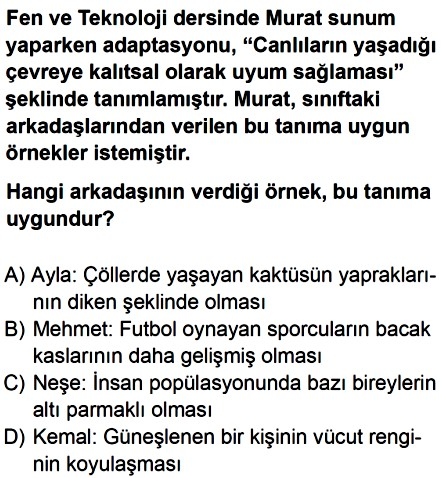 Fen ve Teknoloji dersinde Murat sunum
yaparken adaptasyonu, “Canlıların yaşadığı
çevreye kalıtsal olarak uyum sağlaması”
şeklinde tanımlamıştır. Murat, sınıftaki
arkadaşlarından verilen bu tanıma uygun
örnekler istemiştir.
Hangi arkadaşının verdiği örnek, bu tanıma
uygundur?
A) Ayla: Çöllerde yaşayan kaktüsün yaprakları-
nın diken şeklinde olması
B) Mehmet: Futbol oynayan sporcuların bacak
kaslarının daha gelişmiş olması
C) Neşe: İnsan popülasyonunda bazı bireylerin
altı parmaklı olması
D) Kemal: Güneşlenen bir kişinin vücut rengi-
nin koyulaşması